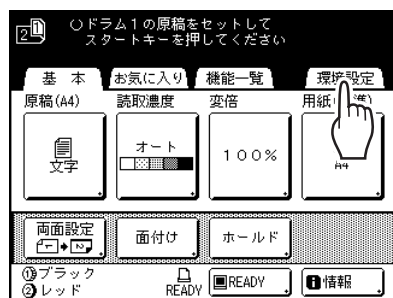 ○ドラム1の原稿をセットして
スタートキーを押してください
基本 お気に入り 機能一覧 環境設定
原稿(A4) 読取濃度 変倍 用紙
文字 オート 100% A4
両面設定 面付け ホールド
①ブラック
②レッド READY READY 情報